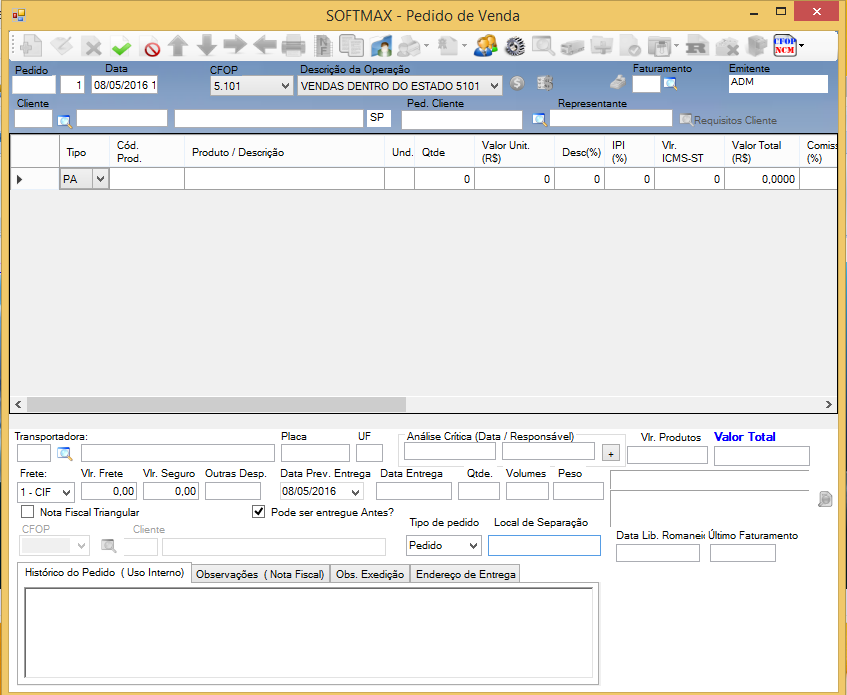 SOFTMAX - Pedido de Venda
CFOP
NCM
Pedido Data CFOP Descrição da Operação Faturamento Emitente
1 08/05/2016 1 5.101 VENDAS DENTRO DO ESTADO 5101 ADM
Cliente Ped. Cliente Representante
SP Requisitos Cliente
Tipo Cód. Prod. Produto / Descrição Und. Qtde Valor Unit. (R$) Desc(%) IPI (%) Vlr. ICMS-ST Valor Total (R$) Comiss (%)
PA 0 0 0 0 0 0,0000
Transportadora: Placa UF Análise Crítica (Data / Responsável) Vlr. Produtos Valor Total
+
Frete: Vlr. Frete Vlr. Seguro Outras Desp. Data Prev. Entrega Data Entrega Qtde. Volumes Peso
1 - CIF 0,00 0,00 08/05/2016
Nota Fiscal Triangular Pode ser entregue Antes?
CFOP Cliente Tipo de pedido Local de Separação
Pedido
Data Lib. Romanei Último Faturamento
Histórico do Pedido ( Uso Interno) Observações ( Nota Fiscal) Obs. Exedição Endereço de Entrega